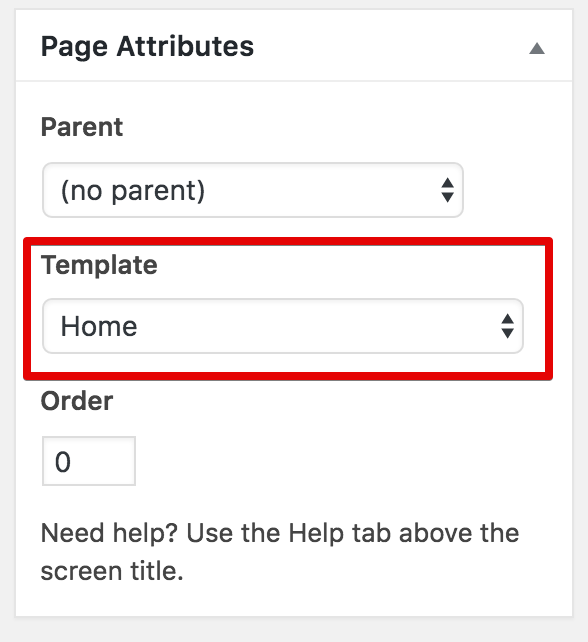 Page Attributes
Parent
(no parent)
Template
Home
Order
0
Need help? Use the Help tab above the
screen title.